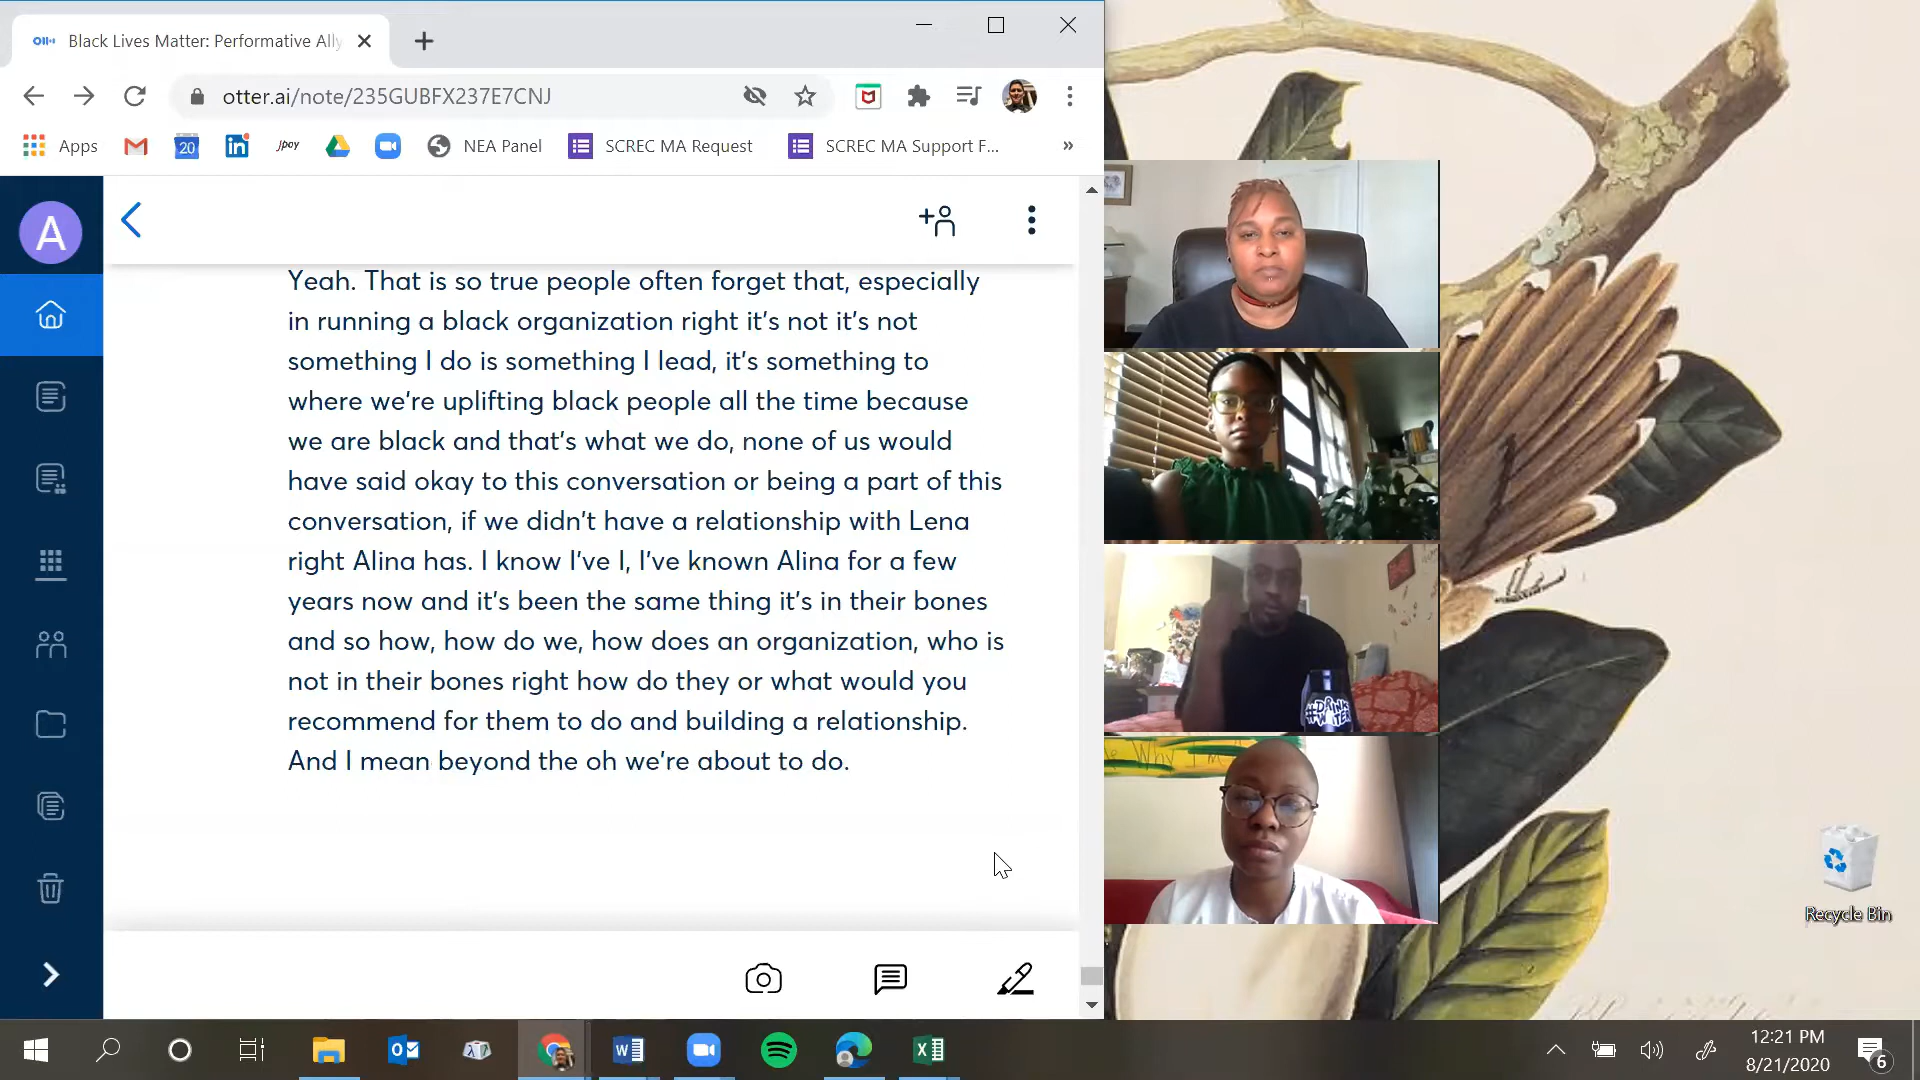 Black Lives Matter: Performative Ally
otter.ai/note/235GUBFX237E7CNJ
Apps
20
Jpay
NEA Panel
SCREC MA Request
SCREC MA Support F...
»
A
Yeah. That is so true people often forget that, especially
in running a black organization right it's not it's not
something I do is something I lead, it's something to
where we're uplifting black people all the time because
we are black and that's what we do, none of us would
have said okay to this conversation or being a part of this
conversation, if we didn't have a relationship with Lena
right Alina has. I know I've I, I've known Alina for a few
years now and it's been the same thing it's in their bones
and so how, how do we, how does an organization, who is
not in their bones right how do they or what would you
recommend for them to do and building a relationship.
And I mean beyond the oh we're about to do.
#DRINK
WATER
Why I'm
Recycle Bin
12:21 PM
8/21/2020
6